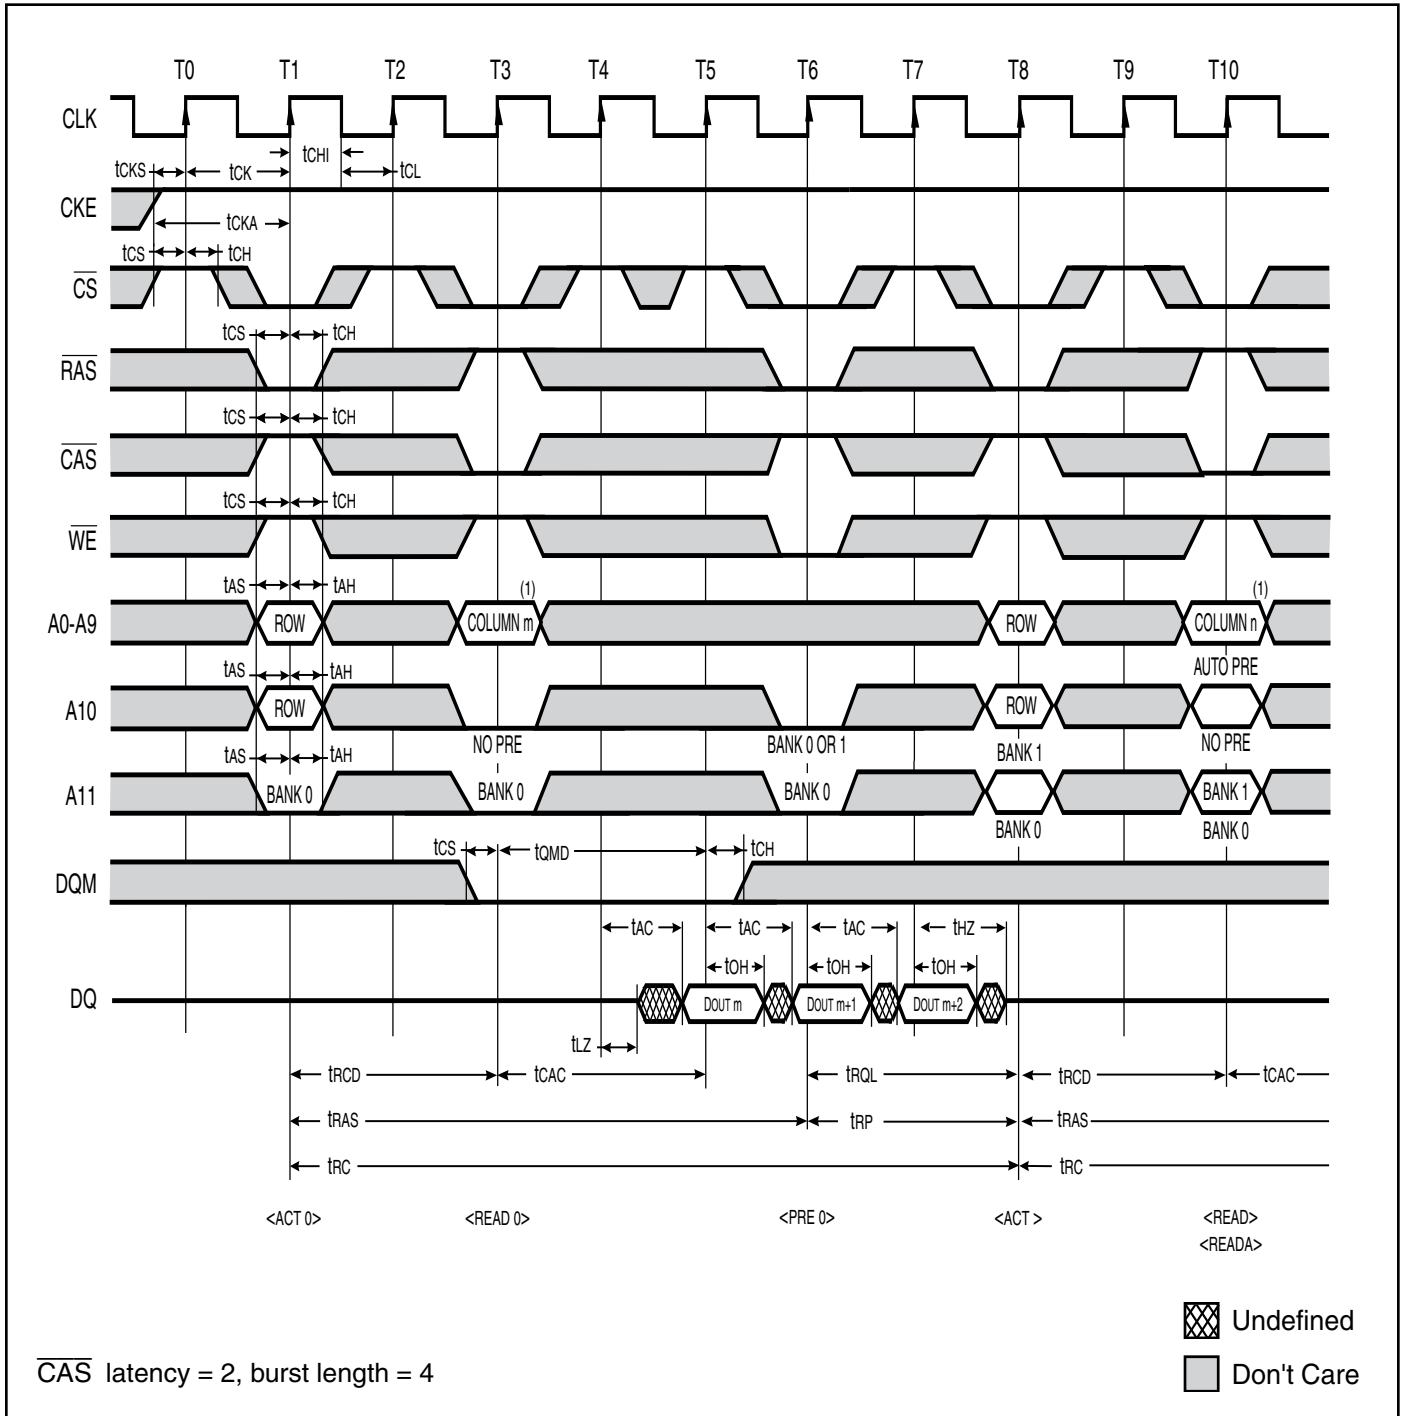 T0 T1 T2 T3 T4 T5 T6 T7 T8 T9 T10
CLK
tCHI
tCKS tCK tCL
CKE
tCKA
tCS tCH
CS
tCS tCH
RAS
tCS tCH
CAS
tCS tCH
WE
tAS tAH (1) (1)
A0-A9 ROW COLUMN m ROW COLUMN n
tAS tAH AUTO PRE
A10 ROW ROW
NO PRE BANK 0 OR 1 BANK 1 NO PRE
tAS tAH
A11 BANK 0 BANK 0 BANK 0 BANK 1
BANK 0 BANK 0
tCS tQMD tCH
DQM
tAC tAC tAC tHZ
tOH tOH tOH
DQ DOUT m DOUT m+1 DOUT m+2
tLZ
tRCD tCAC tRQL tRCD tCAC
tRAS tRP tRAS
tRC tRC
<ACT 0> <READ 0> <PRE 0> <ACT > <READ>
<READA>
Undefined
CAS latency = 2, burst length = 4 Don't Care